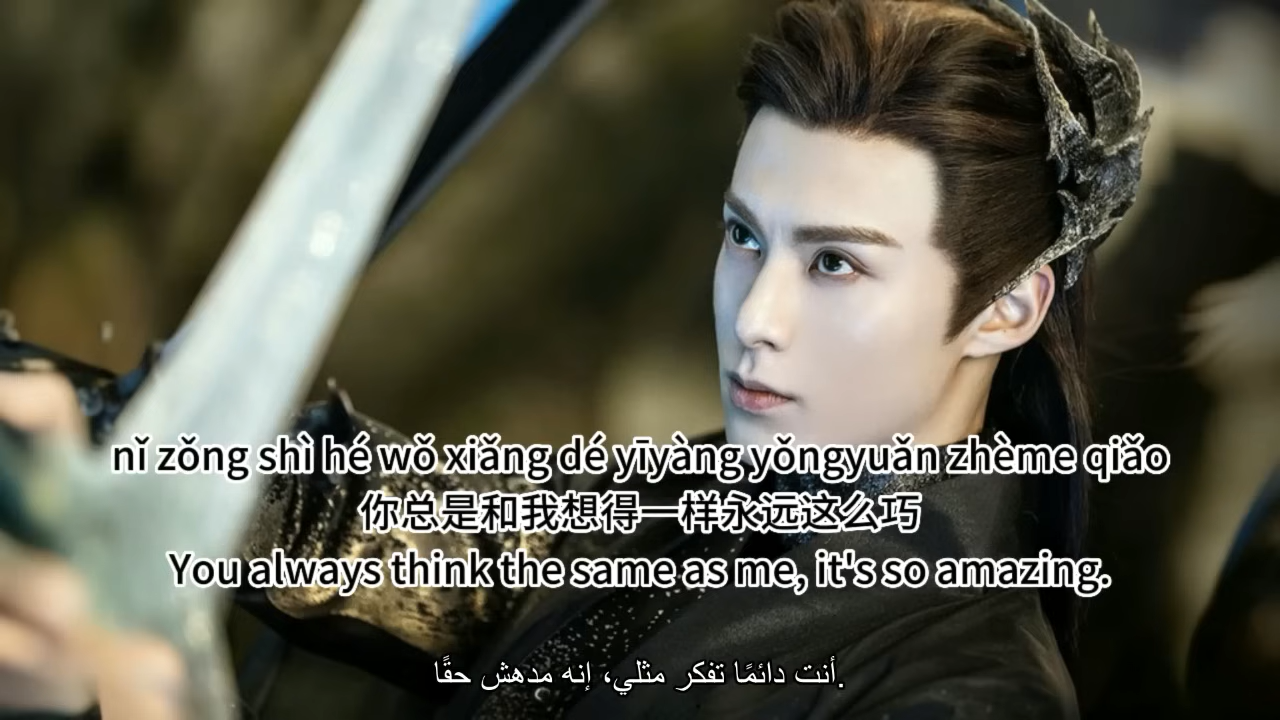 nǐ zǒng shì hé wǒ xiǎng dé yīyàng yǒngyuǎn zhème qiǎo
你总是和我想得一样永远这么巧
You always think the same as me, it's so amazing.
أنت دائمًا تفكر مثلي، إنه مدهش حقًا.